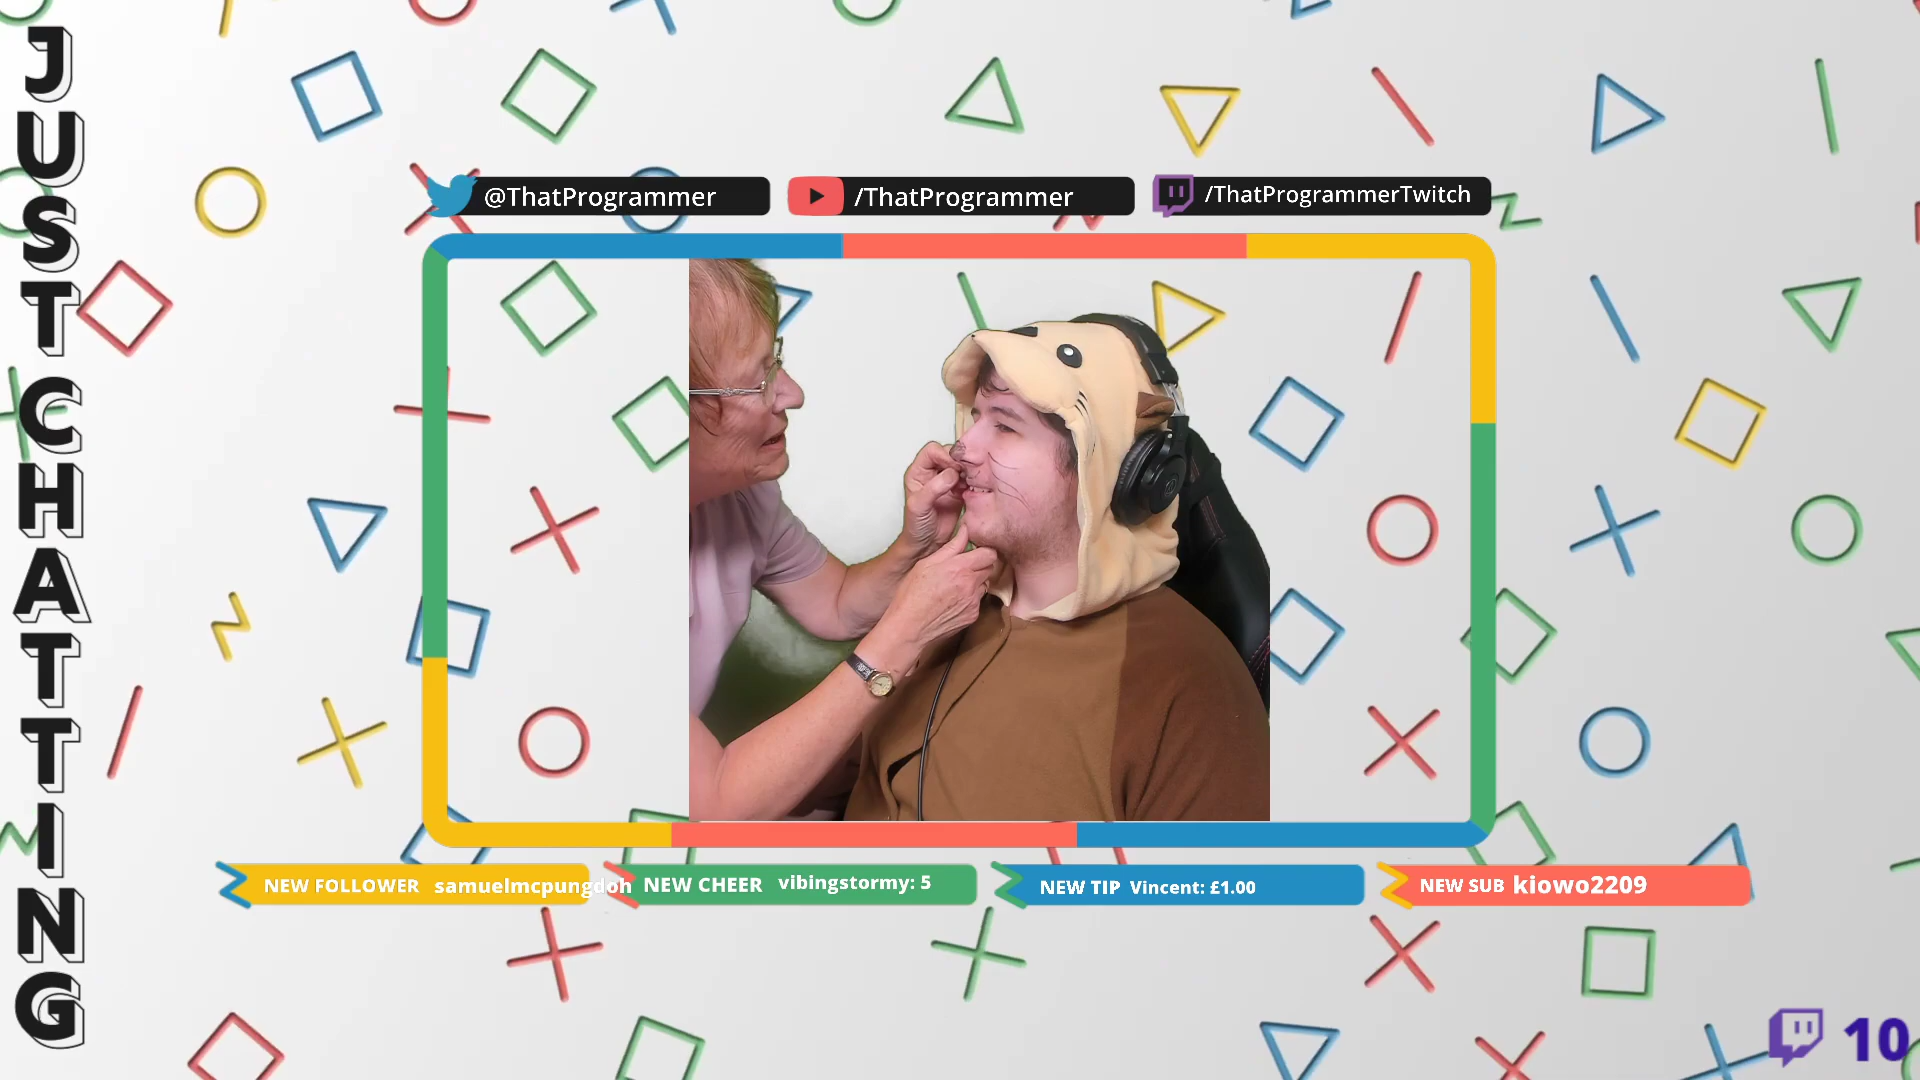 JUST CHATTING
@ThatProgrammer
/ThatProgrammer
/ThatProgrammerTwitch
NEW FOLLOWER samuelmcpungdoh
NEW CHEER vibingstormy: 5
NEW TIP Vincent: £1.00
NEW SUB kiowo2209
10